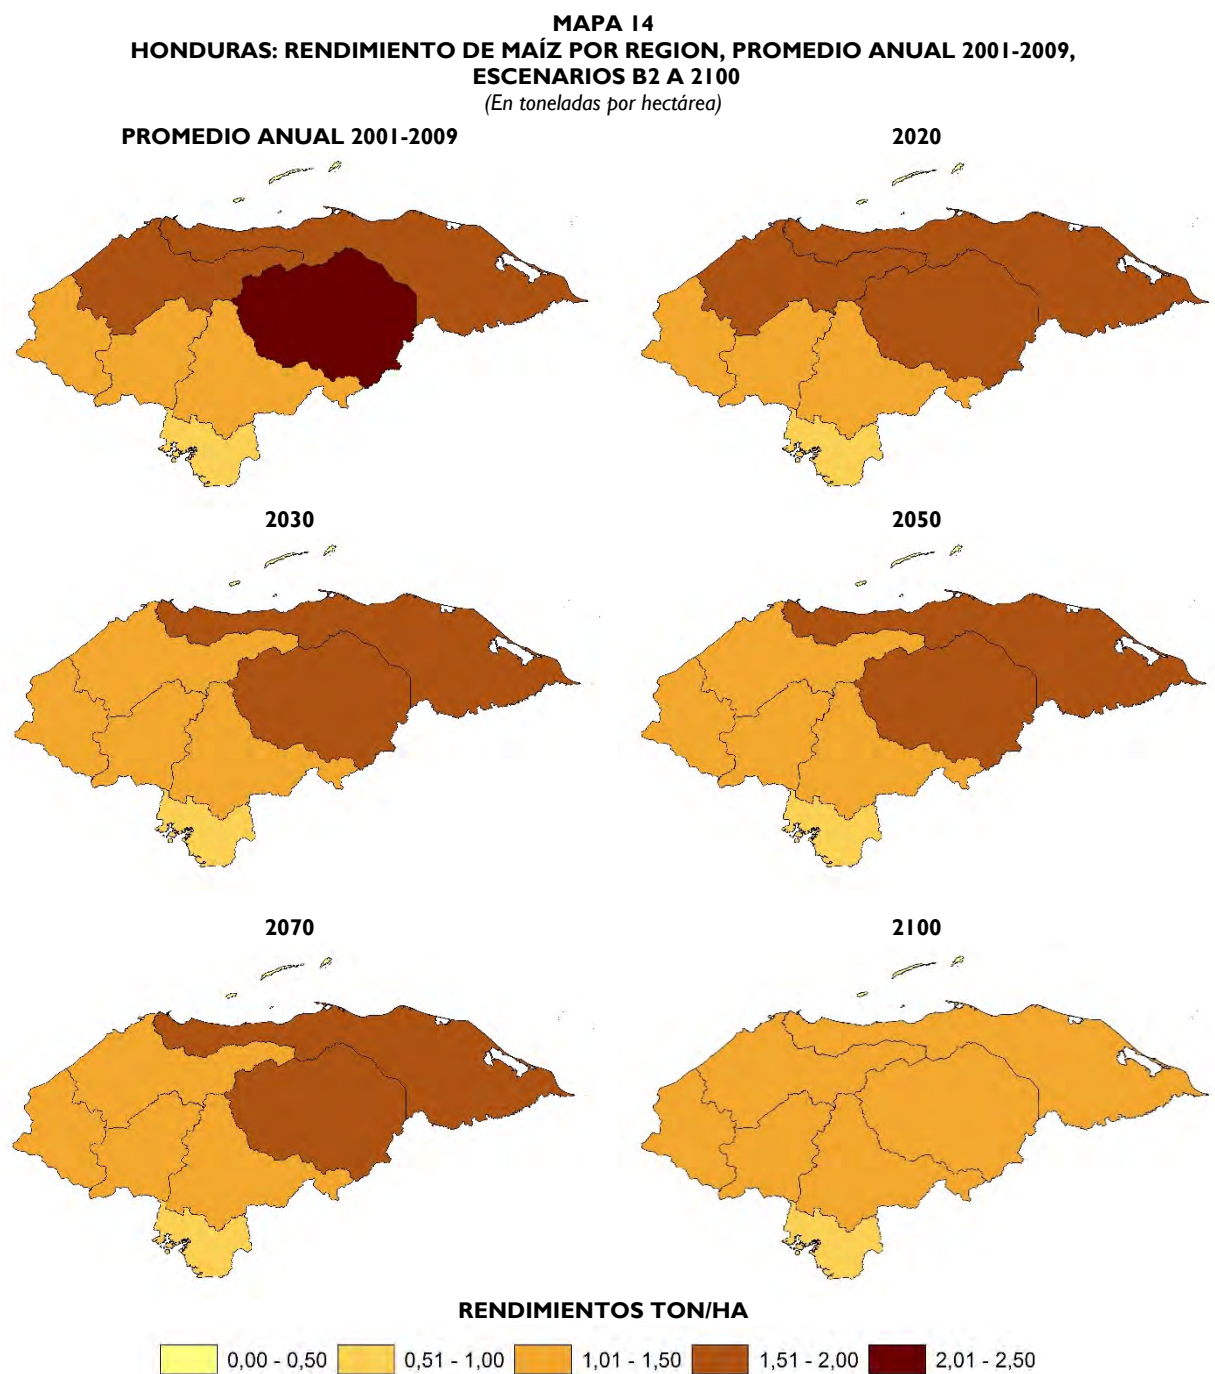 MAPA 14
HONDURAS: RENDIMIENTO DE MAÍZ POR REGION, PROMEDIO ANUAL 2001-2009,
ESCENARIOS B2 A 2100
(En toneladas por hectárea)
PROMEDIO ANUAL 2001-2009
2020
2030
2050
2070
2100
RENDIMIENTOS TON/HA
0,00 - 0,50
0,51 - 1,00
1,01 - 1,50
1,51 - 2,00
2,01 - 2,50